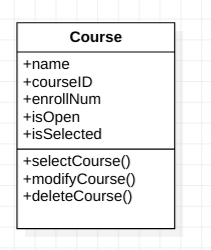 Course
+name
+courseID
+enrollNum
+isOpen
+isSelected
+selectCourse()
+modifyCourse()
+deleteCourse()